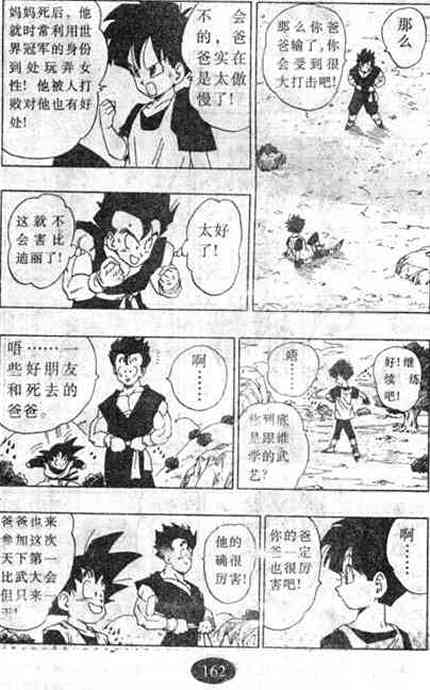 那么
那么你爸
爸输了,你
会受到很
大打击吧!
不会
的,爸
爸实在
是太傲
慢了!
妈妈死后,他
就时常利用世
界冠军的身份
到处玩弄女
性!他被人打
败对他也有好
处!
太好
了!
这就不
会害比
迪丽了!
好!继
续练
吧!
唔……
到底
是跟谁
学的武
艺?
啊……
唔……一
些好朋友
和死去的
爸爸。
啊……
你爸
的一定
也很厉
害吧!
他的
确很
厉害!
爸爸也来
参加这次
天下第一
比武大会
但只来一
162